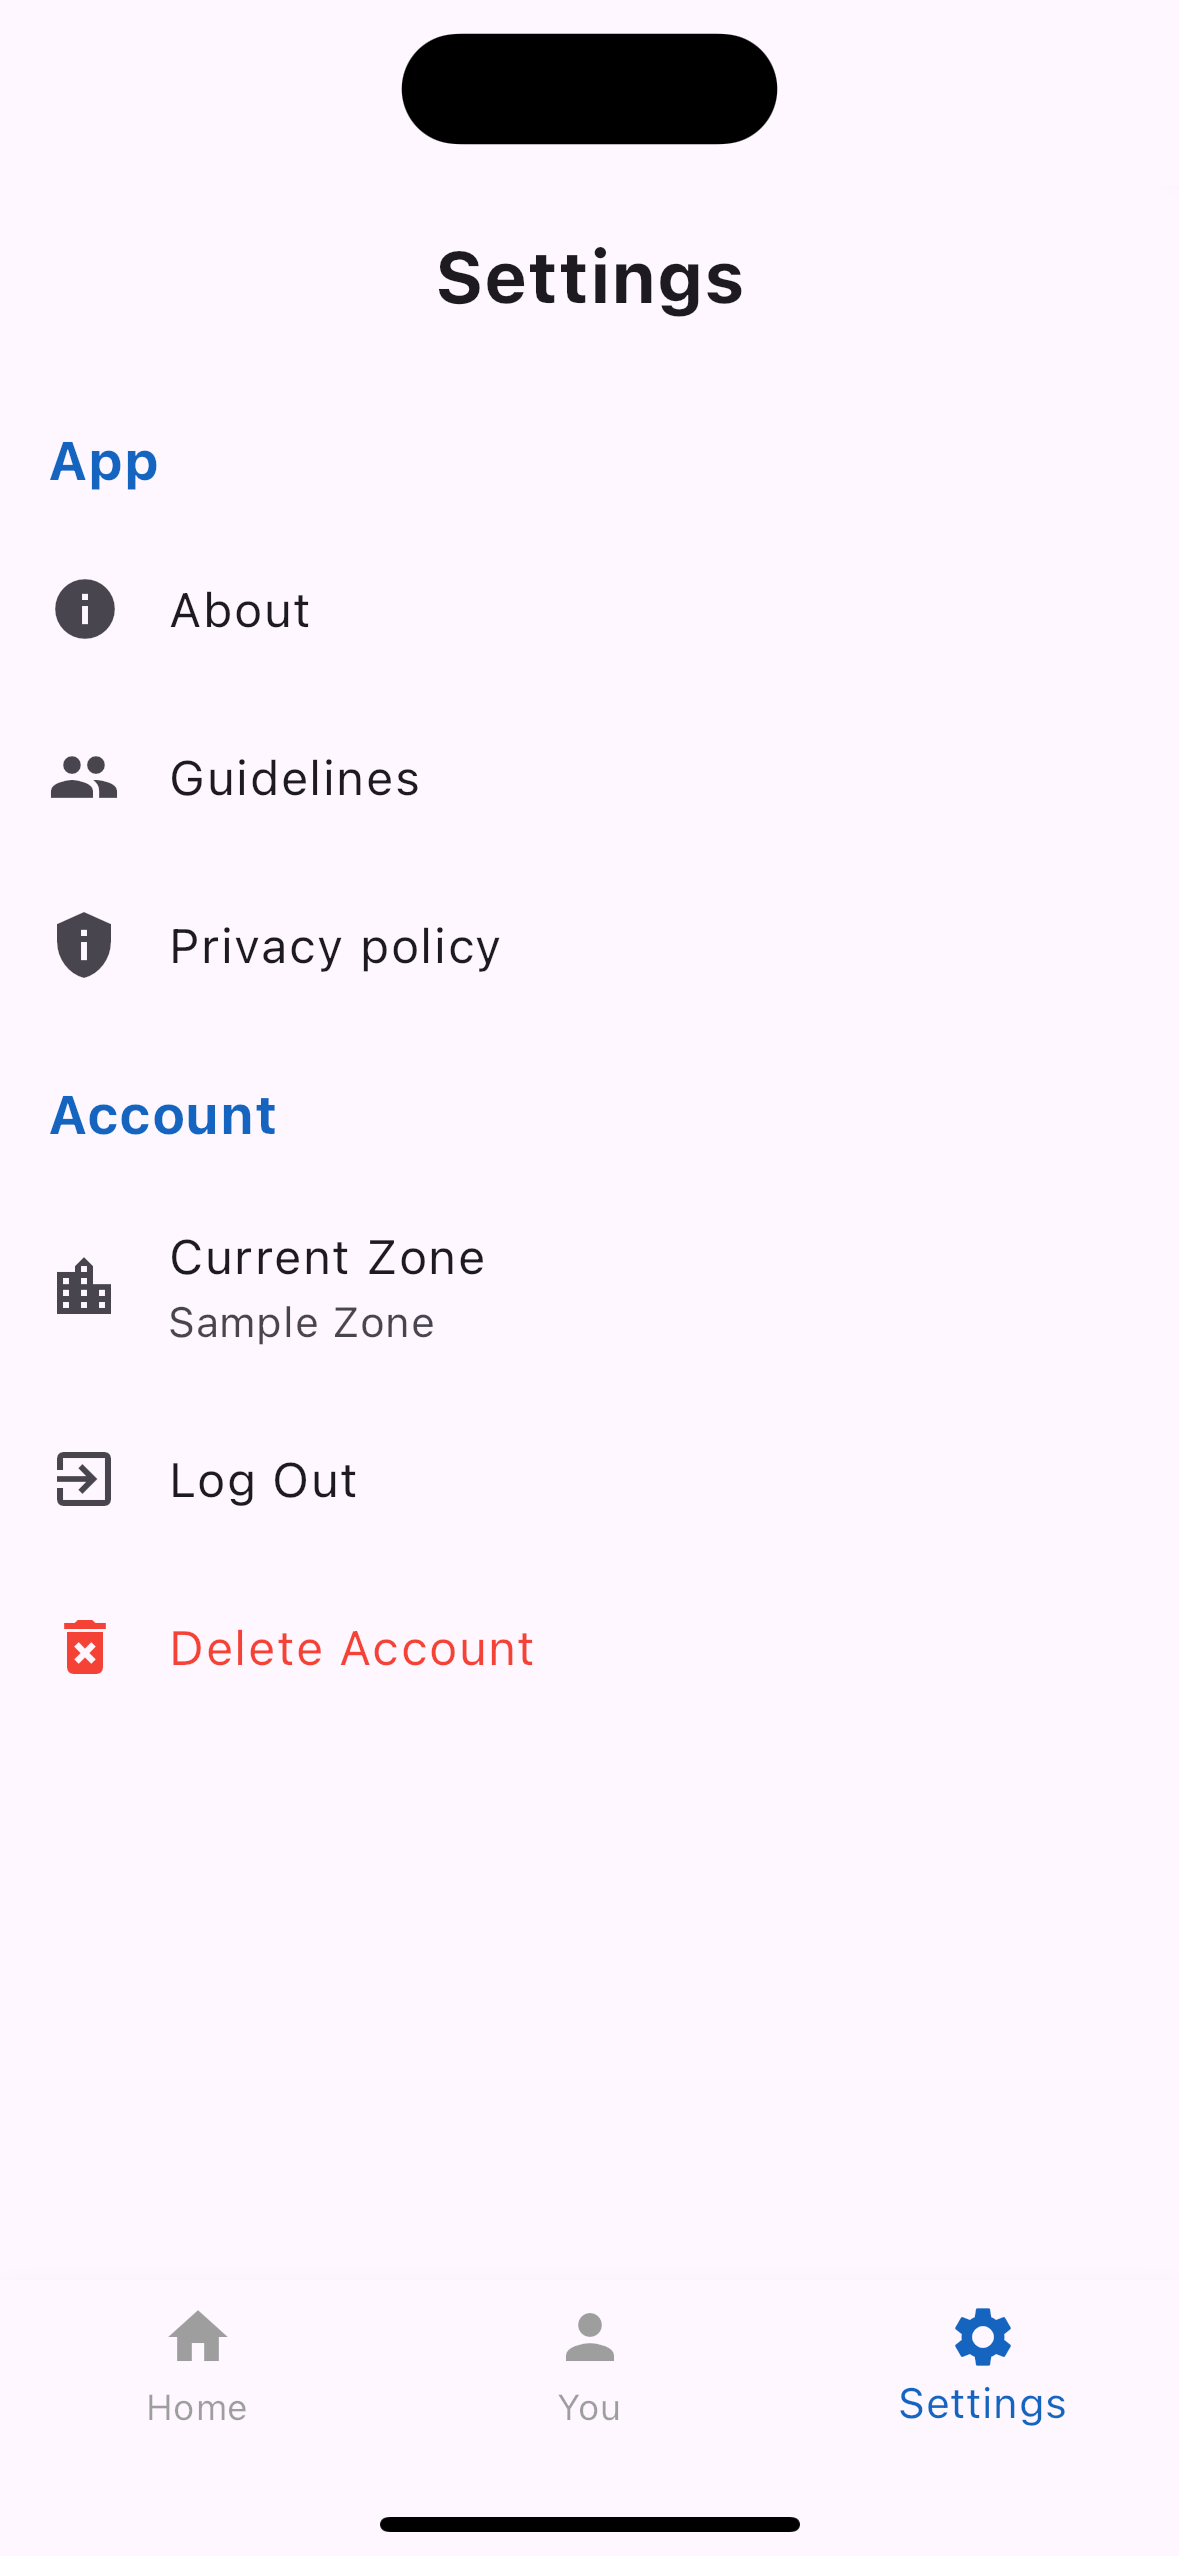 Settings
App
About
Guidelines
Privacy policy
Account
Current Zone
Sample Zone
Log Out
Delete Account
Home
You
Settings